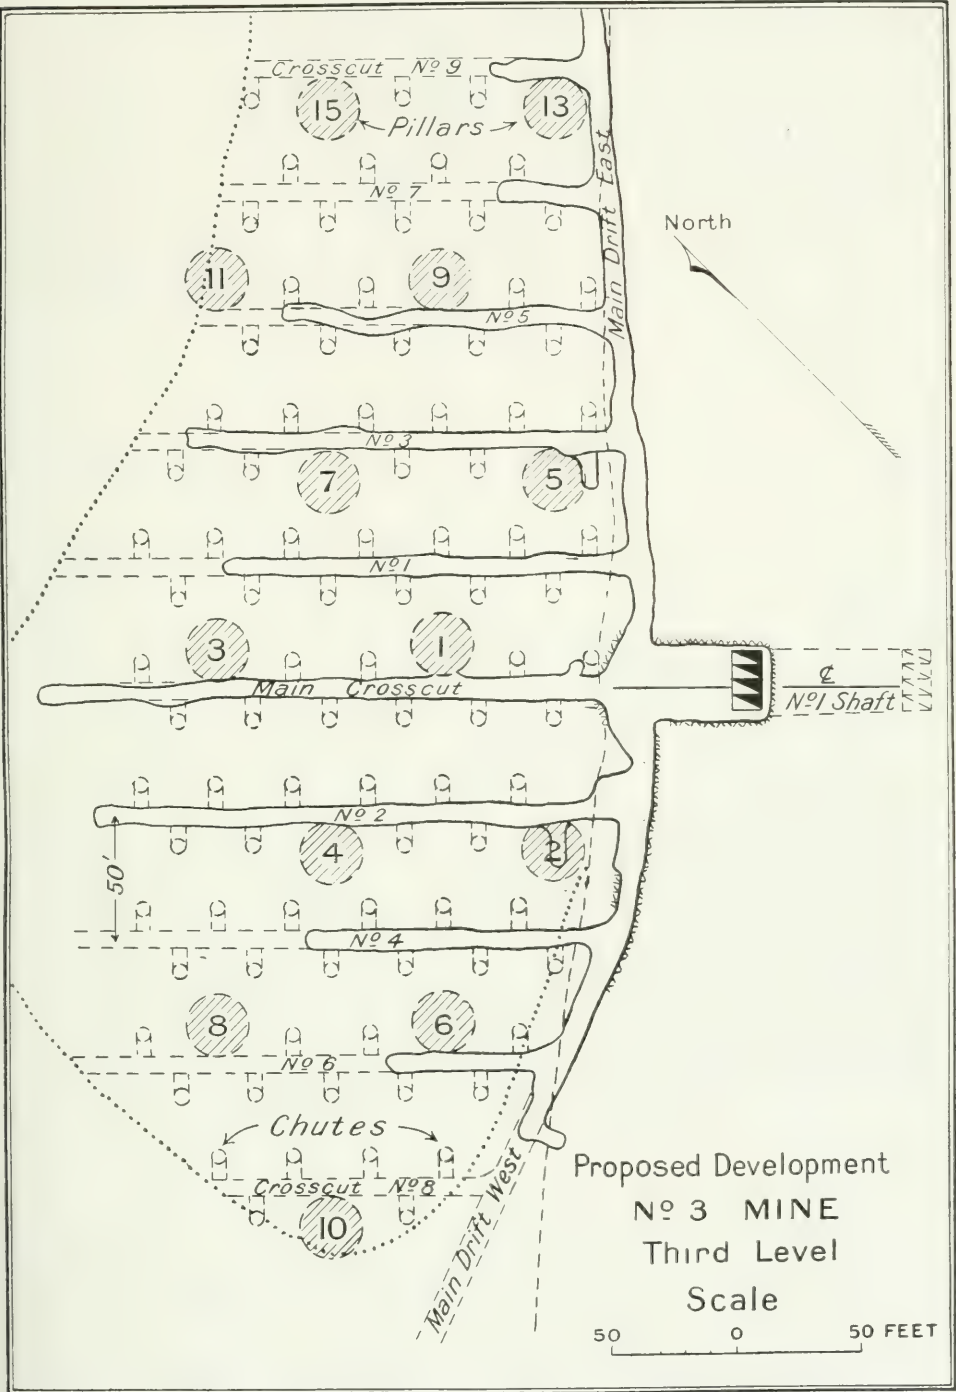 Crosscut Nº 9
15
13
Pillars
Main Drift East
Nº 7
North
11
9
Nº 5
Nº 3
7
5
Nº 1
3
1
Main Crosscut
℄
Nº 1 Shaft
Nº 2
4
2
50'
Nº 4
8
6
Nº 6
Chutes
Crosscut Nº 8
10
Main Drift West
Proposed Development
Nº 3 MINE
Third Level
Scale
50 0 50 FEET